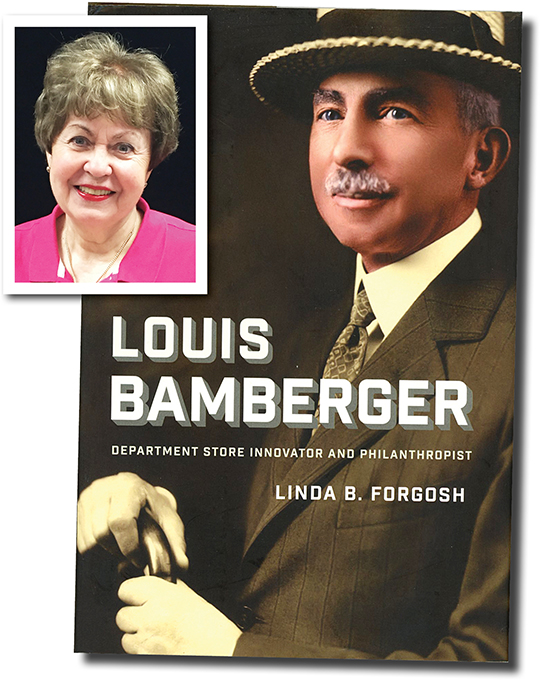 LOUIS
BAMBERGER
DEPARTMENT STORE INNOVATOR AND PHILANTHROPIST
LINDA B. FORGOSH